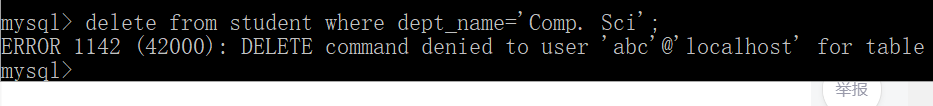 mysql> delete from student where dept_name='Comp. Sci';
ERROR 1142 (42000): DELETE command denied to user 'abc'@'localhost' for table
mysql>
举报